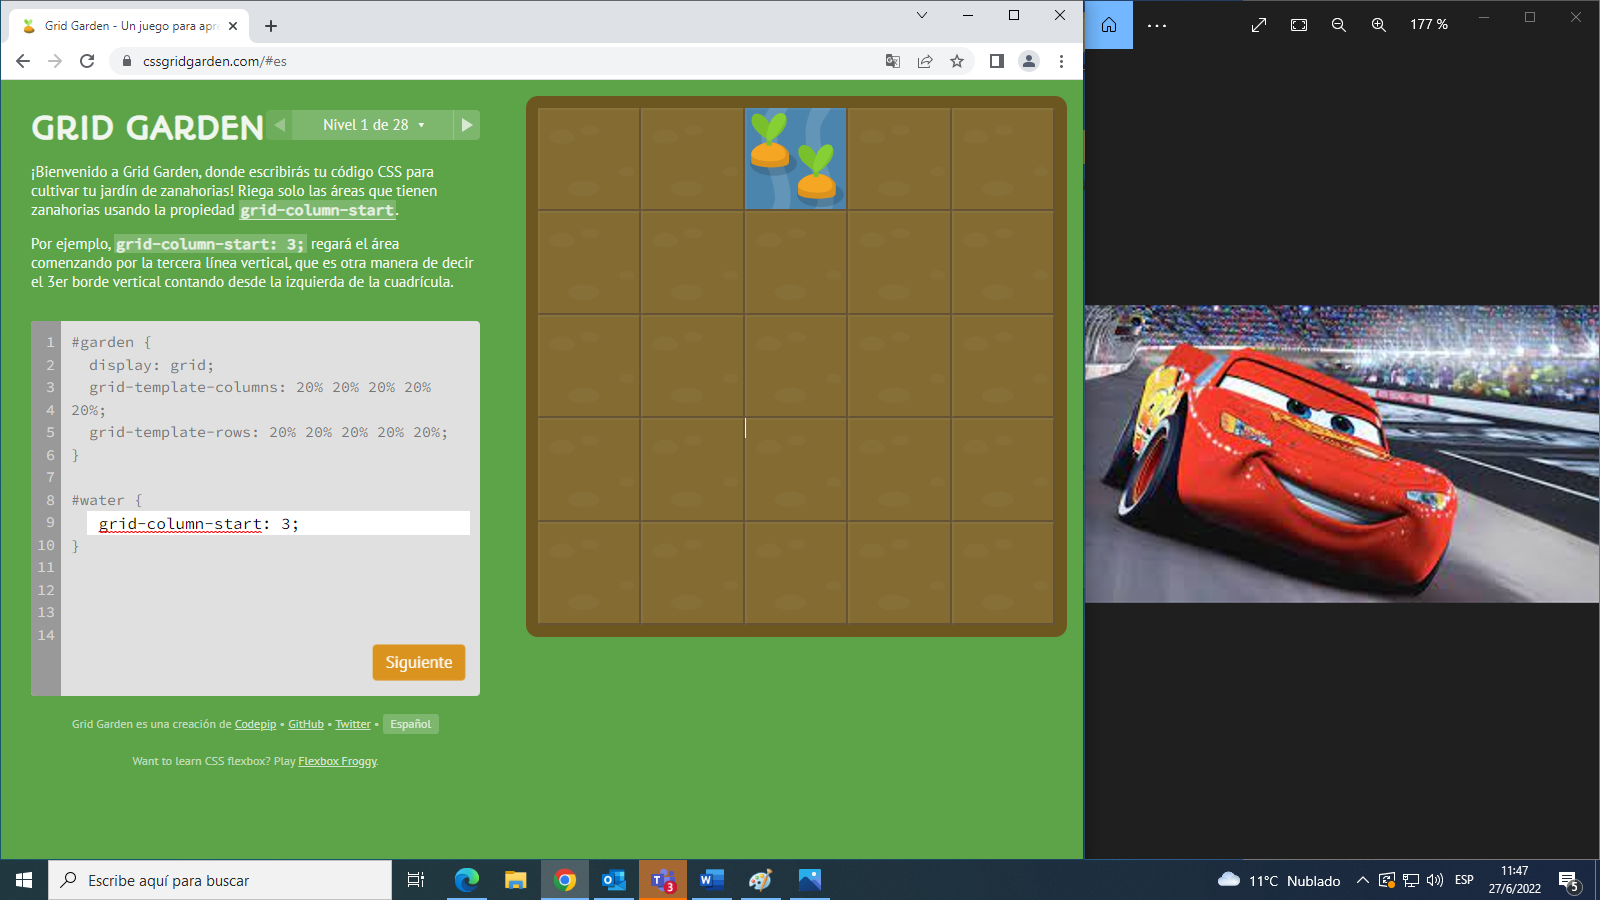 Grid Garden - Un juego para apre
cssgridgarden.com/#es
177 %
GRID GARDEN
Nivel 1 de 28
¡Bienvenido a Grid Garden, donde escribirás tu código CSS para
cultivar tu jardín de zanahorias! Riega solo las áreas que tienen
zanahorias usando la propiedad grid-column-start.
Por ejemplo, grid-column-start: 3; regará el área
comenzando por la tercera línea vertical, que es otra manera de decir
el 3er borde vertical contando desde la izquierda de la cuadrícula.
1 #garden {
2 display: grid;
3 grid-template-columns: 20% 20% 20% 20%
4 20%;
5 grid-template-rows: 20% 20% 20% 20% 20%;
6 }
7
8 #water {
9 grid-column-start: 3;
10 }
11
12
13
14
Siguiente
Grid Garden es una creación de Codepip • GitHub • Twitter • Español
Want to learn CSS flexbox? Play Flexbox Froggy.
Escribe aquí para buscar
3
11°C Nublado
ESP
11:47
27/6/2022
5